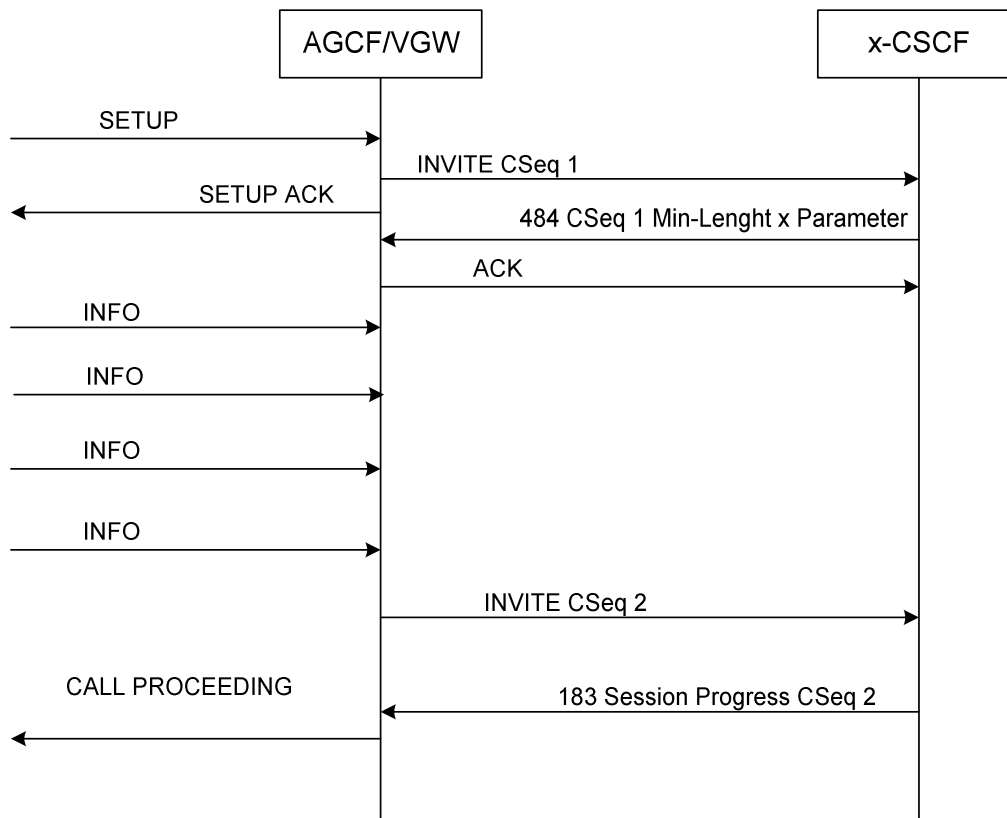 AGCF/VGW
x-CSCF
SETUP
INVITE CSeq 1
SETUP ACK
484 CSeq 1 Min-Lenght x Parameter
ACK
INFO
INFO
INFO
INFO
INVITE CSeq 2
CALL PROCEEDING
183 Session Progress CSeq 2